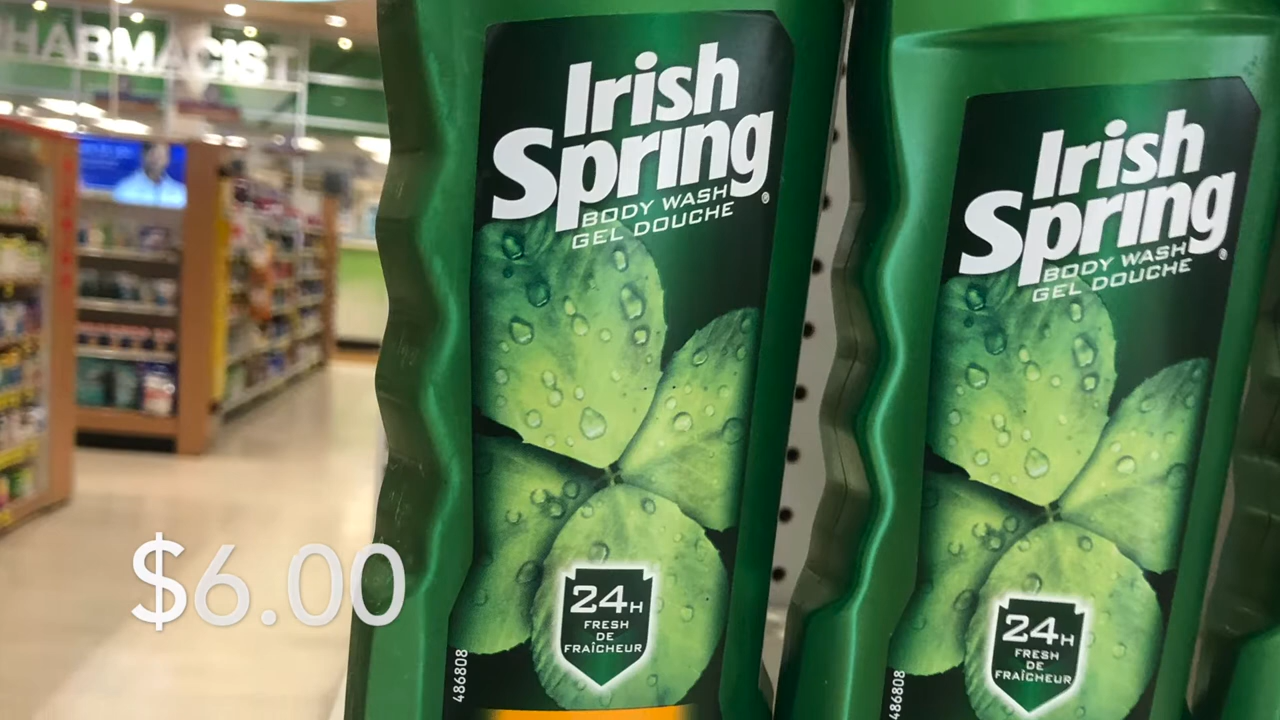 PHARMACIST
Irish
Spring®
BODY WASH
GEL DOUCHE
24H
FRESH
DE
FRAÎCHEUR
486808
Irish
Spring®
BODY WASH
GEL DOUCHE
24H
FRESH
DE
FRAÎCHEUR
486808
$6.00